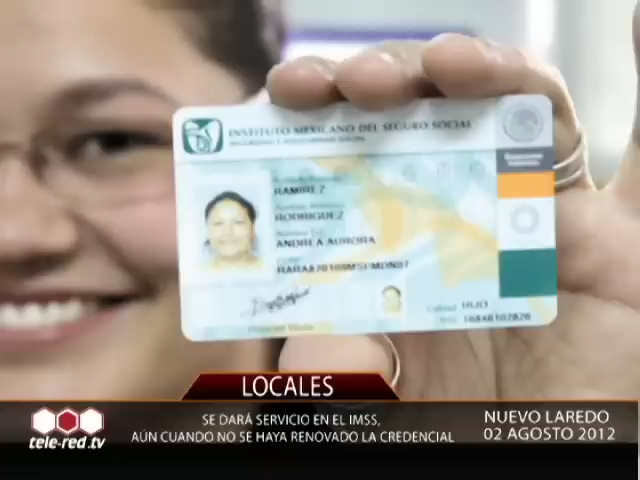 INSTITUTO MEXICANO DEL SEGURO SOCIAL
RAMIREZ
RODRIGUEZ
ANDREA AURORA
LOCALES
SE DARÁ SERVICIO EN EL IMSS,
AÚN CUANDO NO SE HAYA RENOVADO LA CREDENCIAL
NUEVO LAREDO
02 AGOSTO 2012
tele-red.tv